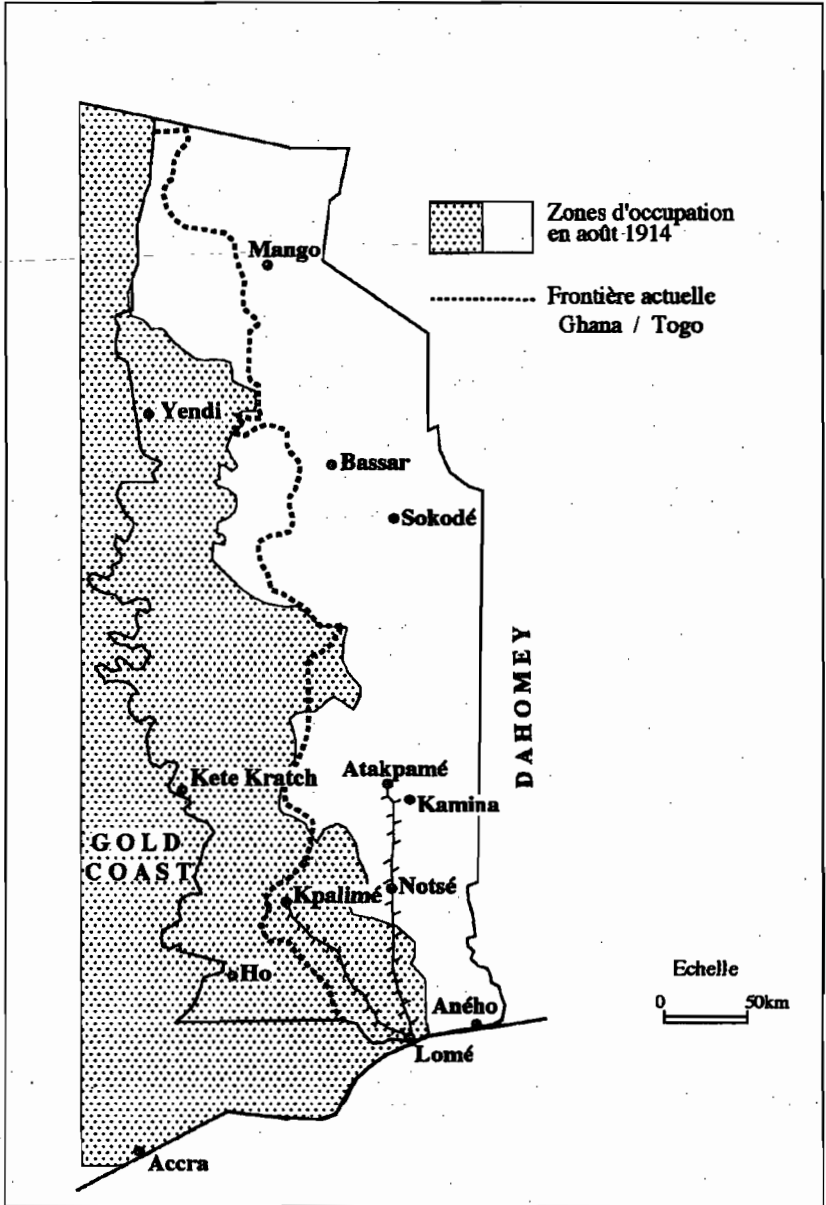 Zones d'occupation
en août 1914
Mango
Frontière actuelle
Ghana / Togo
Yendi
Bassar
Sokodé
DAHOMEY
Atakpamé
Kete Kratch
Kamina
GOLD
COAST
Notsé
Kpalimé
Ho
Echelle
0 50km
Aného
Lomé
Accra